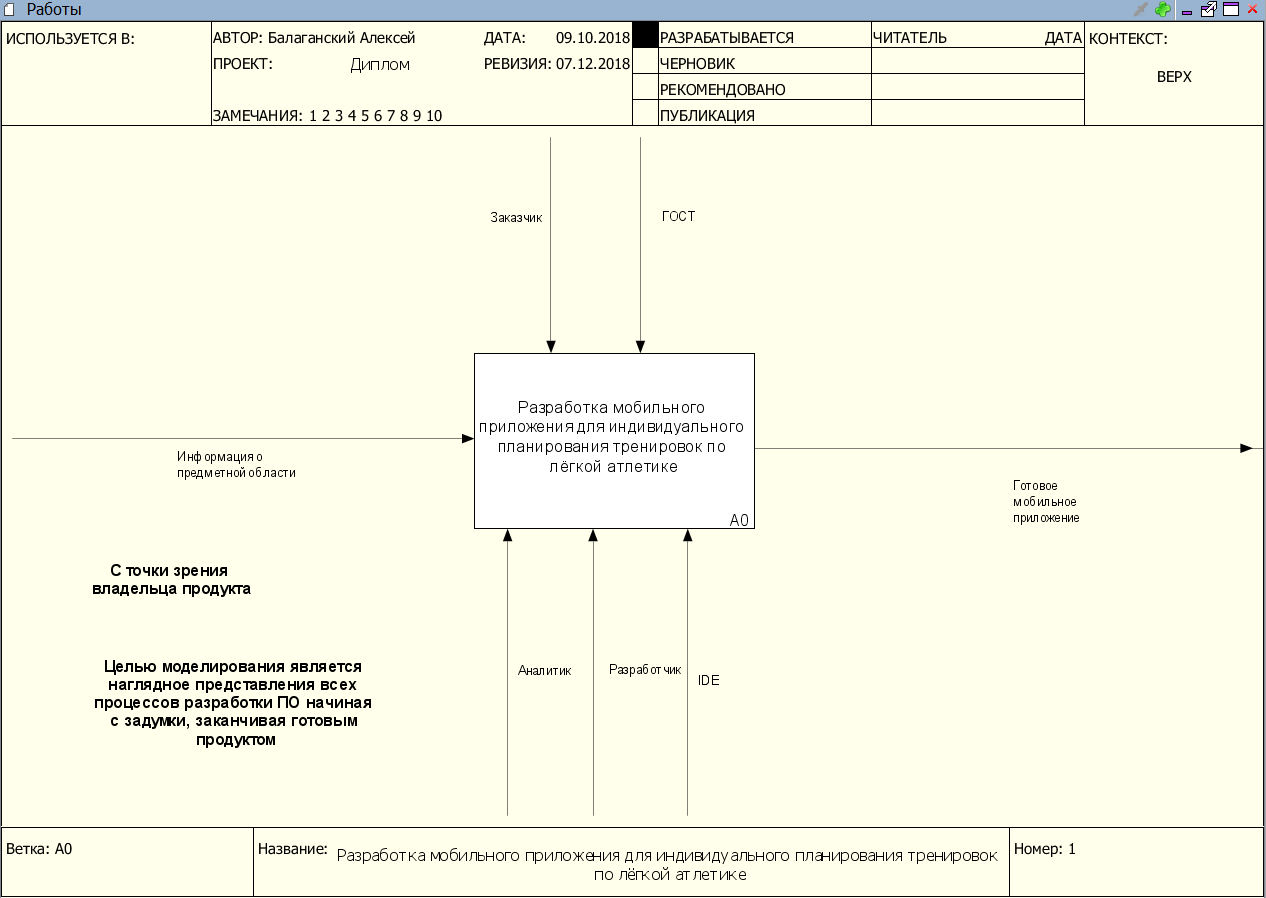 Работы
ИСПОЛЬЗУЕТСЯ В:
АВТОР: Балаганский Алексей
ДАТА: 09.10.2018
ПРОЕКТ: Диплом
РЕВИЗИЯ: 07.12.2018
ЗАМЕЧАНИЯ: 1 2 3 4 5 6 7 8 9 10
РАЗРАБАТЫВАЕТСЯ
ЧЕРНОВИК
РЕКОМЕНДОВАНО
ПУБЛИКАЦИЯ
ЧИТАТЕЛЬ
ДАТА
КОНТЕКСТ:
ВЕРХ
Заказчик
ГОСТ
Разработка мобильного
приложения для индивидуального
планирования тренировок по
лёгкой атлетике
A0
Информация о
предметной области
Готовое
мобильное
приложение
С точки зрения
владельца продукта
Целью моделирования является
наглядное представления всех
процессов разработки ПО начиная
с задумки, заканчивая готовым
продуктом
Аналитик
Разработчик
IDE
Ветка: A0
Название: Разработка мобильного приложения для индивидуального планирования тренировок
по лёгкой атлетике
Номер: 1